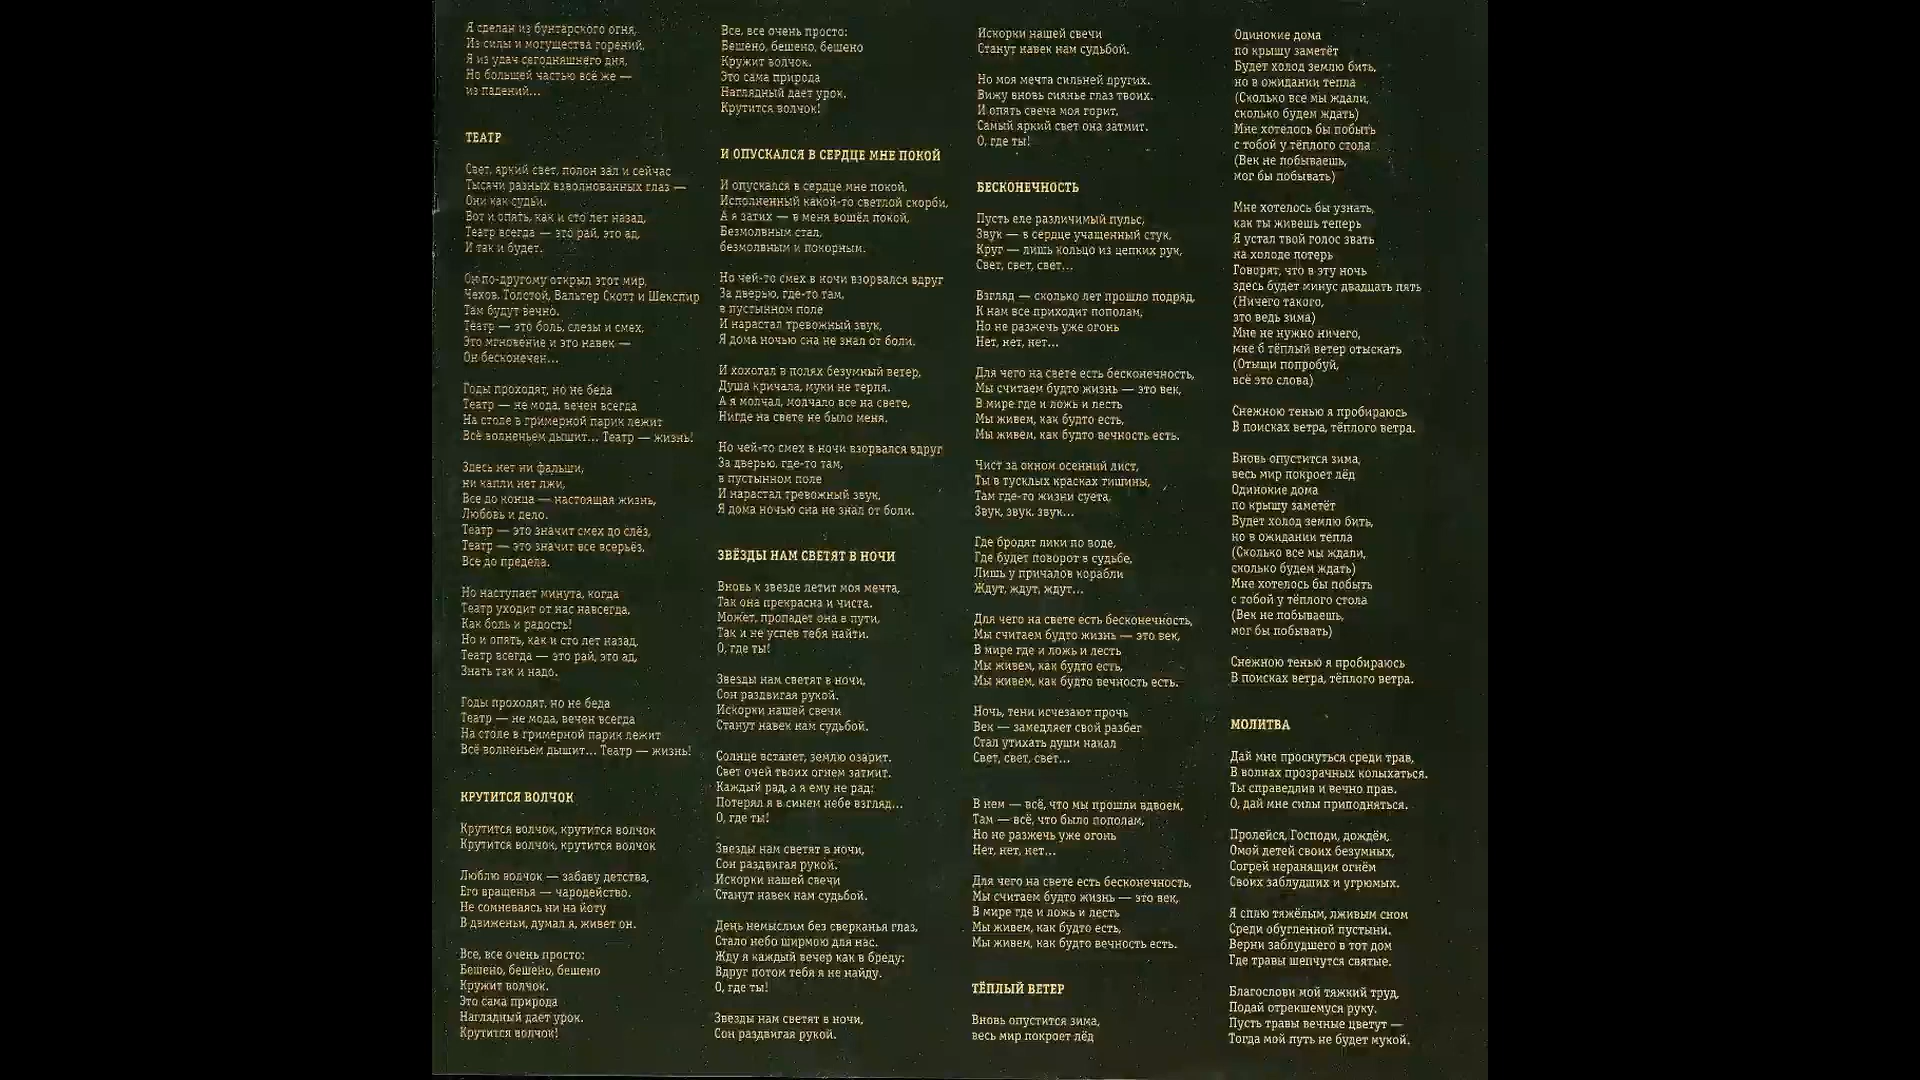 Я сделан из бунтарского огня,
Из силы и могущества горений,
Я из удач сегодняшнего дня,
Но большей частью всё же —
из падений...
ТЕАТР
Свет, яркий свет, полон зал и сейчас
Тысячи разных взволнованных глаз —
Они как судьи.
Вот и опять, как и сто лет назад,
Театр всегда — это рай, это ад,
И так и будет.
Он по-другому открыл этот мир,
Чехов, Толстой, Вальтер Скотт и Шекспир
Там будут вечно.
Театр — это боль, слезы и смех,
Это мгновение и это навек —
Он бесконечен...
Годы проходят, но не беда
Театр — не мода, вечен всегда
На столе в гримерной парик лежит
Всё волненьем дышит... Театр — жизнь!
Здесь нет ни фальши,
ни капли нет лжи,
Все до конца — настоящая жизнь,
Любовь и дело.
Театр — это значит смех до слёз,
Театр — это значит все всерьёз,
Все до предела.
Но наступает минута, когда
Театр уходит от нас навсегда,
Как боль и радость!
Но и опять, как и сто лет назад,
Театр всегда — это рай, это ад,
Знать так и надо.
Годы проходят, но не беда
Театр — не мода, вечен всегда
На столе в гримерной парик лежит
Всё волненьем дышит... Театр — жизнь!
КРУТИТСЯ ВОЛЧОК
Крутится волчок, крутится волчок
Крутится волчок, крутится волчок
Люблю волчок — забаву детства,
Его вращенья — чародейство.
Не сомневаясь ни на йоту
В движеньи, думал я, живет он.
Все, все очень просто:
Бешено, бешено, бешено
Кружит волчок.
Это сама природа
Наглядный дает урок.
Крутится волчок!
Все, все очень просто:
Бешено, бешено, бешено
Кружит волчок.
Это сама природа
Наглядный дает урок.
Крутится волчок!
И ОПУСКАЛСЯ В СЕРДЦЕ МНЕ ПОКОЙ
И опускался в сердце мне покой,
Исполненный какой-то светлой скорби,
А я затих — в меня вошёл покой,
Безмолвным стал,
безмолвным и покорным.
Но чей-то смех в ночи взорвался вдруг
За дверью, где-то там,
в пустынном поле
И нарастал тревожный звук,
Я дома ночью сна не знал от боли.
И хохотал в полях безумный ветер,
Душа кричала, муки не терпя.
А я молчал, молчало все на свете,
Нигде на свете не было меня.
Но чей-то смех в ночи взорвался вдруг
За дверью, где-то там,
в пустынном поле
И нарастал тревожный звук,
Я дома ночью сна не знал от боли.
ЗВЁЗДЫ НАМ СВЕТЯТ В НОЧИ
Вновь к звезде летит моя мечта,
Так она прекрасна и чиста.
Может, пропадет она в пути,
Так и не успев тебя найти.
О, где ты!
Звезды нам светят в ночи,
Сон раздвигая рукой.
Искорки нашей свечи
Станут навек нам судьбой.
Солнце встанет, землю озарит.
Свет очей твоих огнем затмит.
Каждый рад, а я ему не рад:
Потерял я в синем небе взгляд...
О, где ты!
Звезды нам светят в ночи,
Сон раздвигая рукой.
Искорки нашей свечи
Станут навек нам судьбой.
День немыслим без сверканья глаз,
Стало небо ширмою для нас.
Жду я каждый вечер как в бреду:
Вдруг потом тебя я не найду.
О, где ты!
Звезды нам светят в ночи,
Сон раздвигая рукой.
Искорки нашей свечи
Станут навек нам судьбой.
Но моя мечта сильней других.
Вижу вновь сиянье глаз твоих.
И опять свеча моя горит,
Самый яркий свет она затмит.
О, где ты!
БЕСКОНЕЧНОСТЬ
Пусть еле различимый пульс,
Звук — в сердце учащенный стук,
Круг — лишь кольцо из цепких рук,
Свет, свет, свет...
Взгляд — сколько лет прошло подряд,
К нам все приходит пополам,
Но не разжечь уже огонь
Нет, нет, нет...
Для чего на свете есть бесконечность,
Мы считаем будто жизнь — это век,
В мире где и ложь и лесть
Мы живем, как будто есть,
Мы живем, как будто вечность есть.
Чист за окном осенний лист,
Ты в тусклых красках тишины,
Там где-то жизни суета,
Звук, звук, звук...
Где бродят лики по воде,
Где будет поворот в судьбе,
Лишь у причалов корабли
Ждут, ждут, ждут...
Для чего на свете есть бесконечность,
Мы считаем будто жизнь — это век,
В мире где и ложь и лесть
Мы живем, как будто есть,
Мы живем, как будто вечность есть.
Ночь, тени исчезают прочь
Век — замедляет свой разбег
Стал утихать души накал
Свет, свет, свет...
В нем — всё, что мы прошли вдвоем,
Там — всё, что было пополам,
Но не разжечь уже огонь
Нет, нет, нет...
Для чего на свете есть бесконечность,
Мы считаем будто жизнь — это век,
В мире где и ложь и лесть
Мы живем, как будто есть,
Мы живем, как будто вечность есть.
ТЁПЛЫЙ ВЕТЕР
Вновь опустится зима,
весь мир покроет лёд
Одинокие дома
по крышу заметёт
Будет холод землю бить,
но в ожидании тепла
(Сколько все мы ждали,
сколько будем ждать)
Мне хотелось бы побыть
с тобой у тёплого стола
(Век не побываешь,
мог бы побывать)
Мне хотелось бы узнать,
как ты живешь теперь
Я устал твой голос звать
на холоде потерь
Говорят, что в эту ночь
здесь будет минус двадцать пять
(Ничего такого,
это ведь зима)
Мне не нужно ничего,
мне б тёплый ветер отыскать
(Отыщи попробуй,
всё это слова)
Снежною тенью я пробираюсь
В поисках ветра, тёплого ветра.
Вновь опустится зима,
весь мир покроет лёд
Одинокие дома
по крышу заметёт
Будет холод землю бить,
но в ожидании тепла
(Сколько все мы ждали,
сколько будем ждать)
Мне хотелось бы побыть
с тобой у тёплого стола
(Век не побываешь,
мог бы побывать)
Снежною тенью я пробираюсь
В поисках ветра, тёплого ветра.
МОЛИТВА
Дай мне проснуться среди трав,
В волнах прозрачных колыхаться.
Ты справедлив и вечно прав.
О, дай мне силы приподняться.
Пролейся, Господи, дождём,
Омой детей своих безумных,
Согрей неранящим огнём
Своих заблудших и угрюмых.
Я сплю тяжёлым, лживым сном
Среди обугленной пустыни.
Верни заблудшего в тот дом
Где травы шепчутся святые.
Благослови мой тяжкий труд,
Подай отрекшемуся руку.
Пусть травы вечные цветут —
Тогда мой путь не будет мукой.